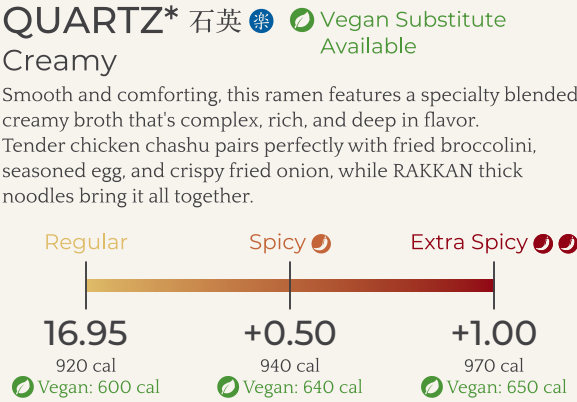 QUARTZ* 石英 楽 Vegan Substitute
Available
Creamy
Smooth and comforting, this ramen features a specialty blended
creamy broth that's complex, rich, and deep in flavor.
Tender chicken chashu pairs perfectly with fried broccolini,
seasoned egg, and crispy fried onion, while RAKKAN thick
noodles bring it all together.
Regular Spicy Extra Spicy
16.95 +0.50 +1.00
920 cal 940 cal 970 cal
Vegan: 600 cal Vegan: 640 cal Vegan: 650 cal